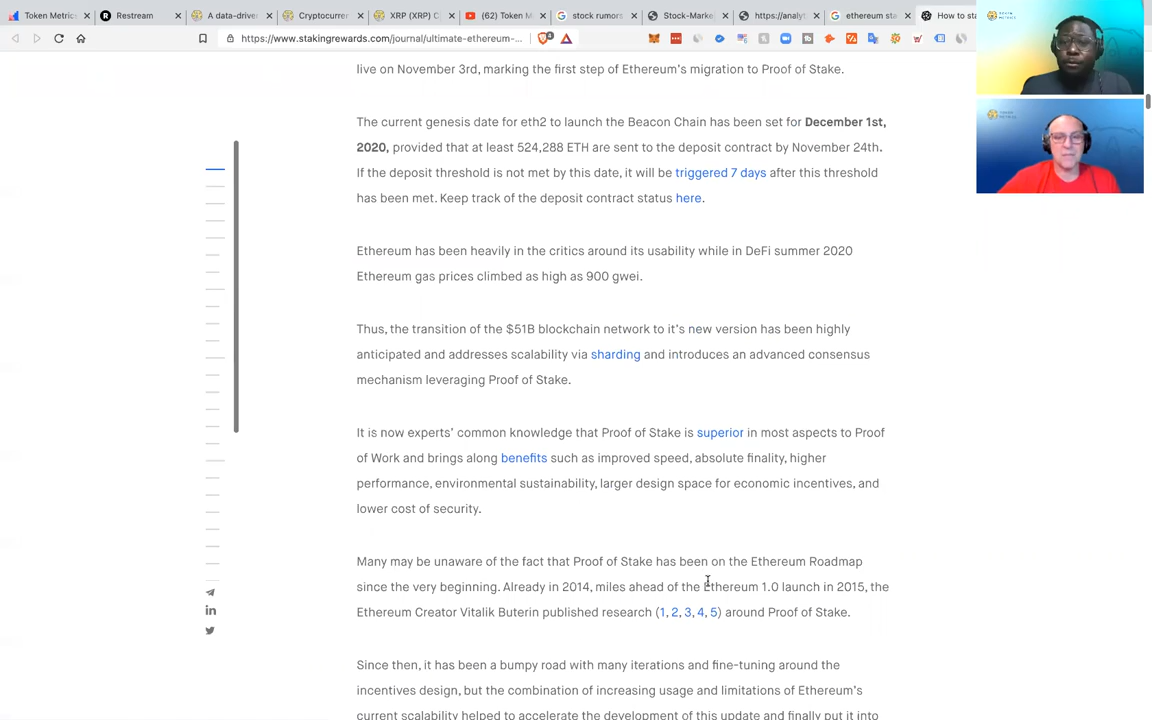 Token Metric
Restream
A data-driven
Cryptocurren
XRP (XRP) D
(62) Token M
stock rumors
Stock-Marke
https://analyt
ethereum sta
How to sta
https://www.stakingrewards.com/journal/ultimate-ethereum-...
live on November 3rd, marking the first step of Ethereum's migration to Proof of Stake.
The current genesis date for eth2 to launch the Beacon Chain has been set for December 1st,
2020, provided that at least 524,288 ETH are sent to the deposit contract by November 24th.
If the deposit threshold is not met by this date, it will be triggered 7 days after this threshold
has been met. Keep track of the deposit contract status here.
Ethereum has been heavily in the critics around its usability while in DeFi summer 2020
Ethereum gas prices climbed as high as 900 gwei.
Thus, the transition of the $51B blockchain network to it's new version has been highly
anticipated and addresses scalability via sharding and introduces an advanced consensus
mechanism leveraging Proof of Stake.
It is now experts' common knowledge that Proof of Stake is superior in most aspects to Proof
of Work and brings along benefits such as improved speed, absolute finality, higher
performance, environmental sustainability, larger design space for economic incentives, and
lower cost of security.
Many may be unaware of the fact that Proof of Stake has been on the Ethereum Roadmap
since the very beginning. Already in 2014, miles ahead of the Ethereum 1.0 launch in 2015, the
Ethereum Creator Vitalik Buterin published research (1, 2, 3, 4, 5) around Proof of Stake.
Since then, it has been a bumpy road with many iterations and fine-tuning around the
incentives design, but the combination of increasing usage and limitations of Ethereum's
current scalability helped to accelerate the development of this update and finally put it into